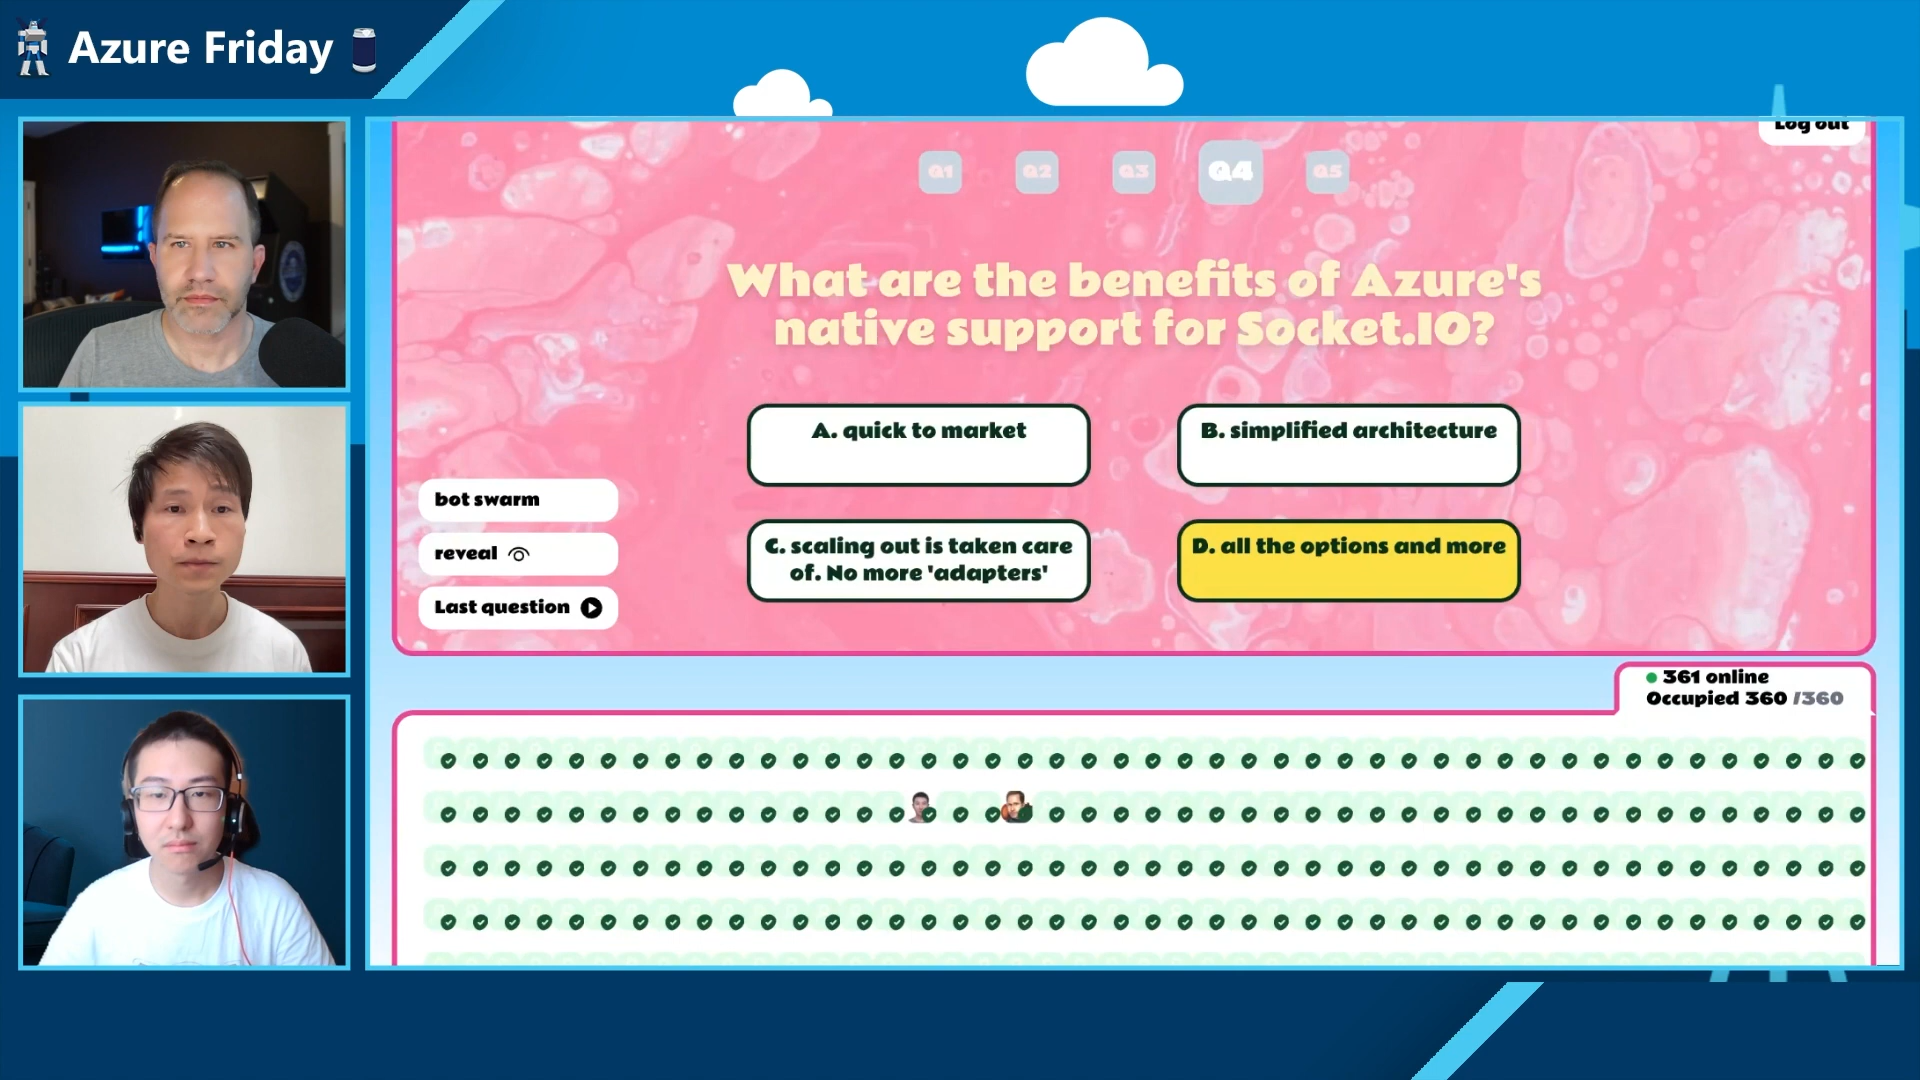 Azure Friday
Log out
Q1 Q2 Q3 Q4 Q5
What are the benefits of Azure's
native support for Socket.IO?
A. quick to market
B. simplified architecture
C. scaling out is taken care
of. No more 'adapters'
D. all the options and more
bot swarm
reveal
Last question
361 online
Occupied 360 /360